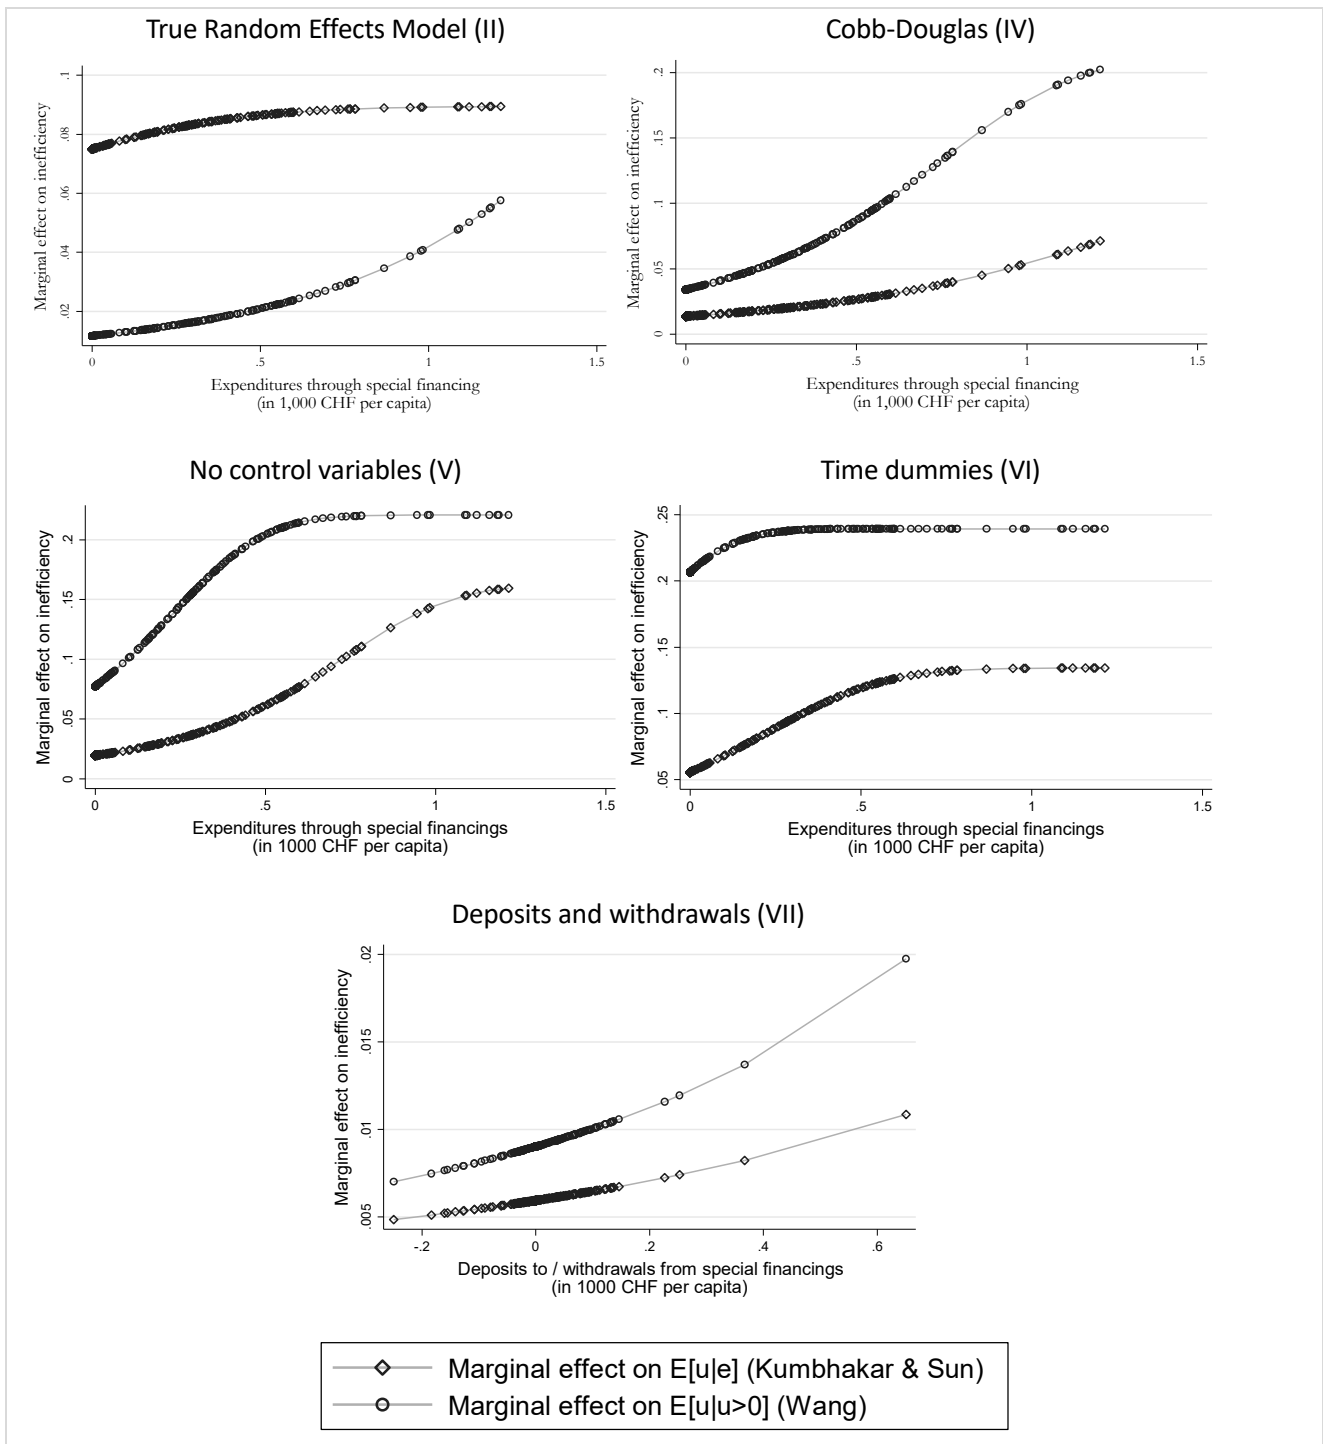 True Random Effects Model (II)
Marginal effect on inefficiency
.1
.08
.06
.04
.02
0
.5
1
1.5
Expenditures through special financing
(in 1,000 CHF per capita)
Cobb-Douglas (IV)
Marginal effect on inefficiency
.2
.15
.1
.05
0
0
.5
1
1.5
Expenditures through special financing
(in 1,000 CHF per capita)
No control variables (V)
Marginal effect on inefficiency
.2
.15
.1
.05
0
0
.5
1
1.5
Expenditures through special financings
(in 1000 CHF per capita)
Time dummies (VI)
Marginal effect on inefficiency
.25
.2
.15
.1
.05
0
.5
1
1.5
Expenditures through special financings
(in 1000 CHF per capita)
Deposits and withdrawals (VII)
Marginal effect on inefficiency
.02
.015
.01
.005
-.2
0
.2
.4
.6
Deposits to / withdrawals from special financings
(in 1000 CHF per capita)
Marginal effect on E[u|e] (Kumbhakar & Sun)
Marginal effect on E[u|u>0] (Wang)